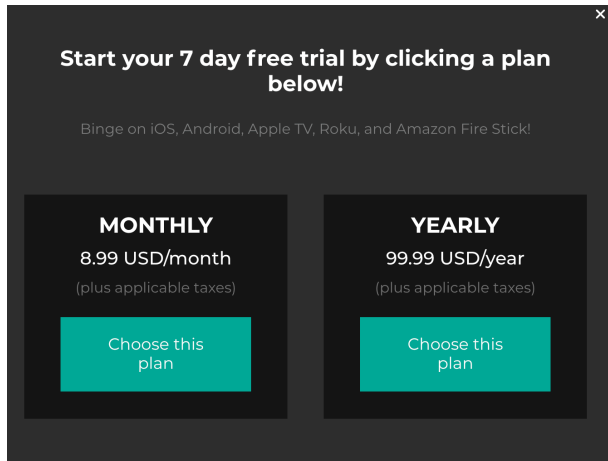 Start your 7 day free trial by clicking a plan
below!
Binge on iOS, Android, Apple TV, Roku, and Amazon Fire Stick!
MONTHLY
8.99 USD/month
(plus applicable taxes)
Choose this
plan
YEARLY
99.99 USD/year
(plus applicable taxes)
Choose this
plan